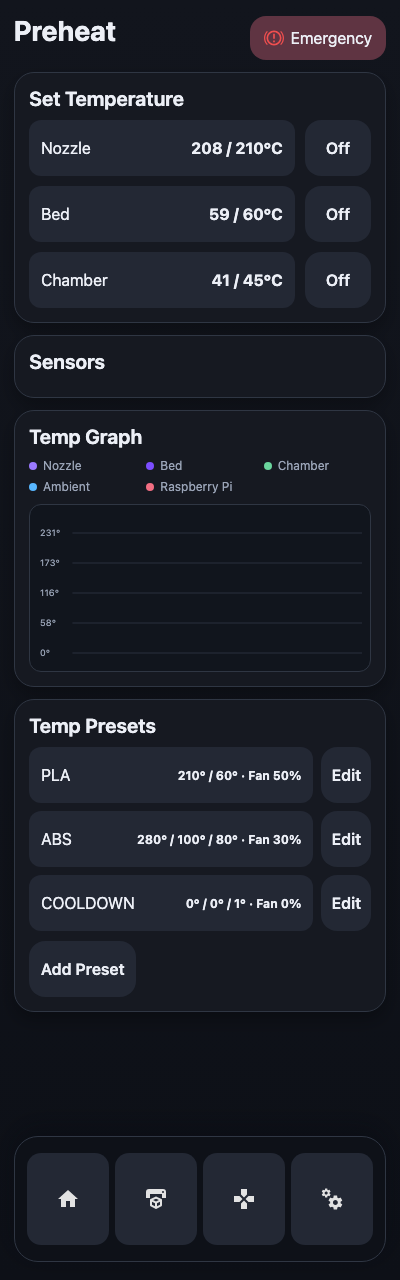 Preheat
Emergency
Set Temperature
Nozzle 208 / 210°C Off
Bed 59 / 60°C Off
Chamber 41 / 45°C Off
Sensors
Temp Graph
Nozzle Bed Chamber
Ambient Raspberry Pi
231°
173°
116°
58°
0°
Temp Presets
PLA 210° / 60° · Fan 50% Edit
ABS 280° / 100° / 80° · Fan 30% Edit
COOLDOWN 0° / 0° / 1° · Fan 0% Edit
Add Preset